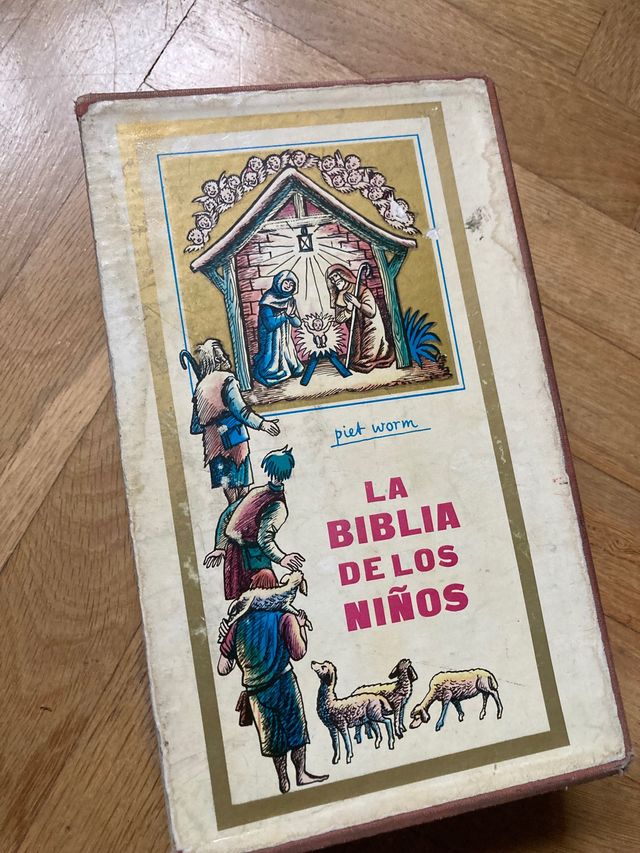 piet worm
LA
BIBLIA
DE LOS
NIÑOS